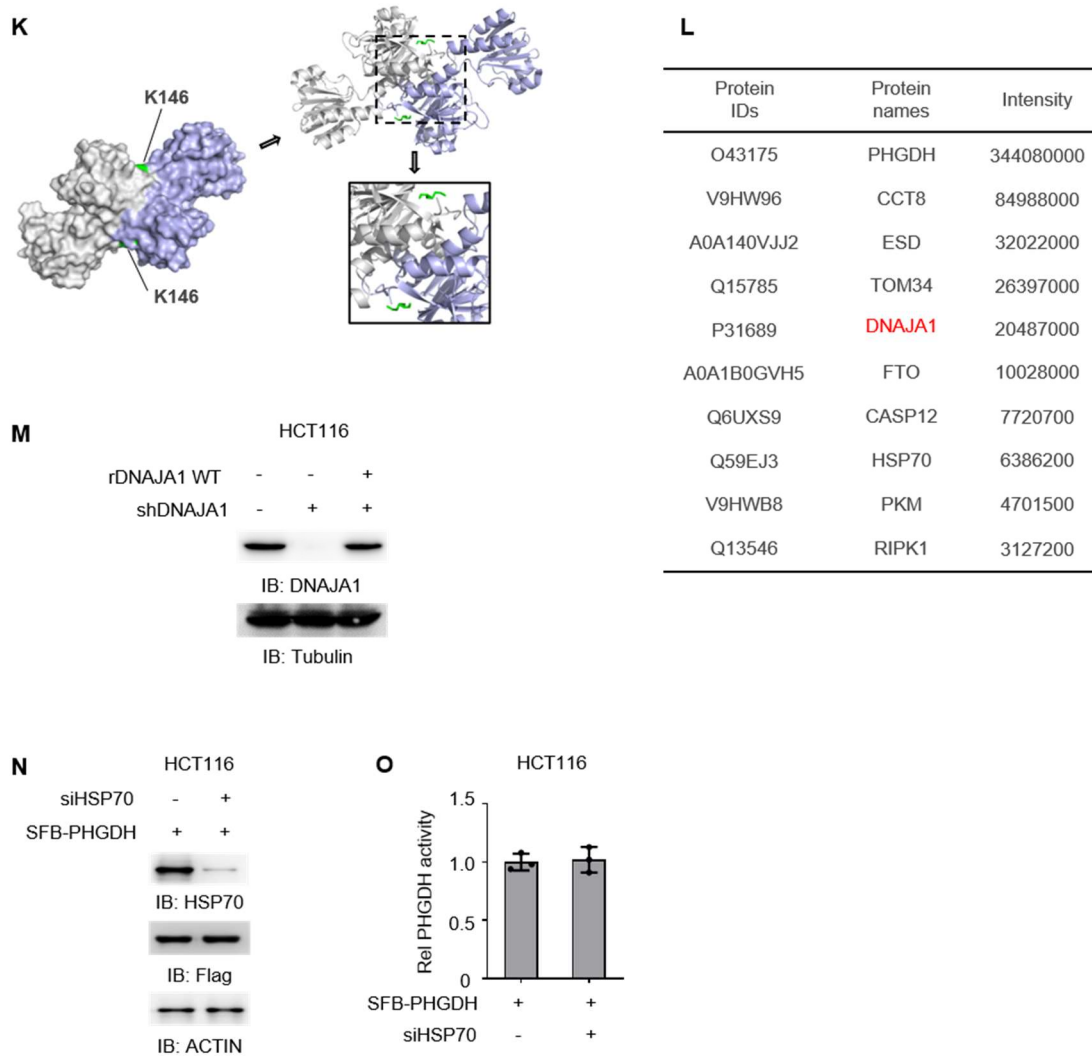 K
K146
K146
L
Protein IDs Protein names Intensity
O43175 PHGDH 344080000
V9HW96 CCT8 84988000
A0A140VJJ2 ESD 32022000
Q15785 TOM34 26397000
P31689 DNAJA1 20487000
A0A1B0GVH5 FTO 10028000
Q6UXS9 CASP12 7720700
Q59EJ3 HSP70 6386200
V9HWB8 PKM 4701500
Q13546 RIPK1 3127200
M
HCT116
rDNAJA1 WT - - +
shDNAJA1 - + +
IB: DNAJA1
IB: Tubulin
N
HCT116
siHSP70 - +
SFB-PHGDH + +
IB: HSP70
IB: Flag
IB: ACTIN
O
HCT116
Rel PHGDH activity
1.5
1.0
0.5
0
SFB-PHGDH + +
siHSP70 - +